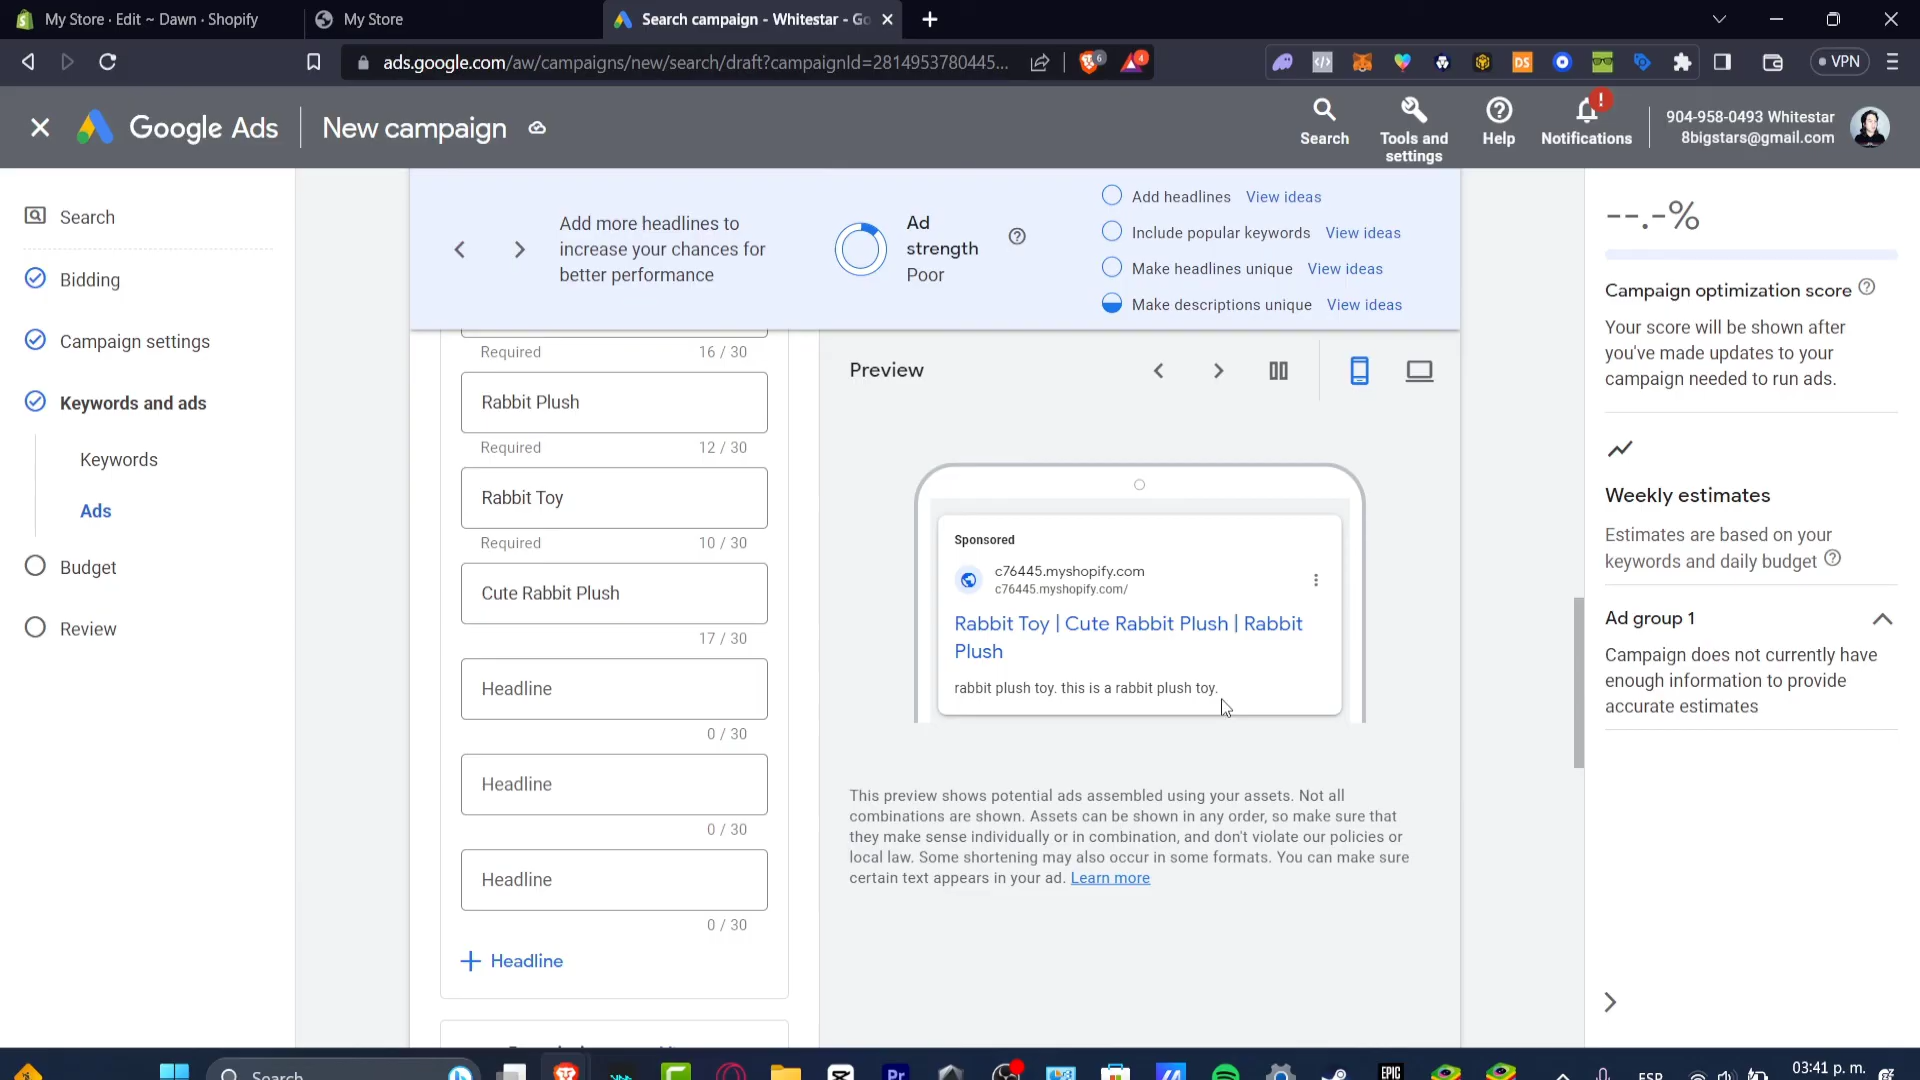 My Store · Edit ~ Dawn · Shopify
My Store
Search campaign - Whitestar - Go
ads.google.com/aw/campaigns/new/search/draft?campaignId=2814953780445...
6
4
DS
VPN
Google Ads
New campaign
Search
Tools and
settings
Help
!
Notifications
904-958-0493 Whitestar
8bigstars@gmail.com
Search
Bidding
Campaign settings
Keywords and ads
Keywords
Ads
Budget
Review
Add more headlines to
increase your chances for
better performance
Ad
strength
Poor
Add headlines View ideas
Include popular keywords View ideas
Make headlines unique View ideas
Make descriptions unique View ideas
Required 16 / 30
Rabbit Plush
Required 12 / 30
Rabbit Toy
Required 10 / 30
Cute Rabbit Plush
17 / 30
Headline
0 / 30
Headline
0 / 30
Headline
0 / 30
+ Headline
Preview
Sponsored
c76445.myshopify.com
c76445.myshopify.com/
Rabbit Toy | Cute Rabbit Plush | Rabbit
Plush
rabbit plush toy. this is a rabbit plush toy.
This preview shows potential ads assembled using your assets. Not all
combinations are shown. Assets can be shown in any order, so make sure that
they make sense individually or in combination, and don't violate our policies or
local law. Some shortening may also occur in some formats. You can make sure
certain text appears in your ad. Learn more
--.-%
Campaign optimization score
Your score will be shown after
you've made updates to your
campaign needed to run ads.
Weekly estimates
Estimates are based on your
keywords and daily budget
Ad group 1
Campaign does not currently have
enough information to provide
accurate estimates
Search
Pr
EPIC
ESP
03:41 p. m.